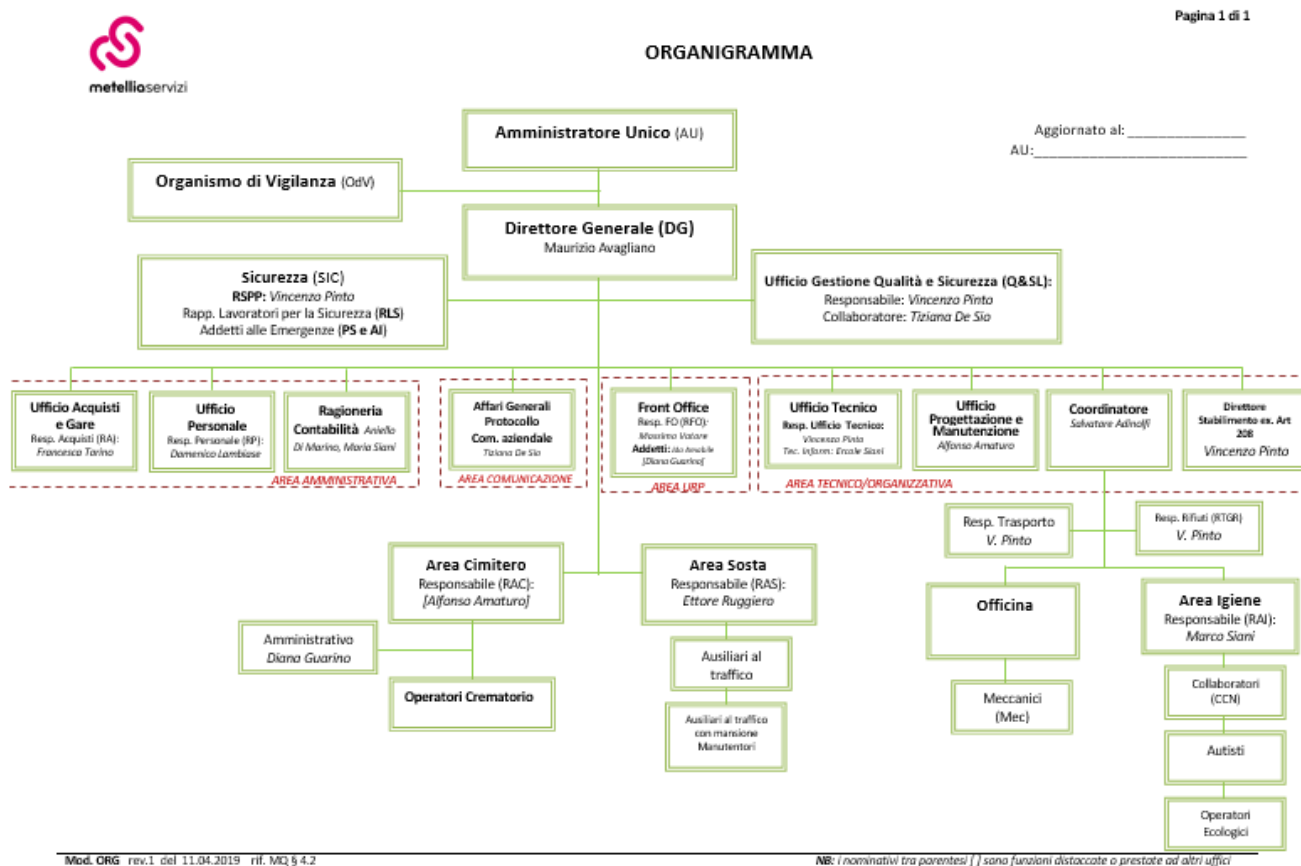 Pagina 1 di 1
metelliaservizi
ORGANIGRAMMA
Amministratore Unico (AU)
Aggiornato al: _______________
AU:___________________________
Organismo di Vigilanza (OdV)
Direttore Generale (DG)
Maurizio Avagliano
Sicurezza (SIC)
RSPP: Vincenzo Pinto
Rapp. Lavoratori per la Sicurezza (RLS)
Addetti alle Emergenze (PS e AI)
Ufficio Gestione Qualità e Sicurezza (Q&SL):
Responsabile: Vincenzo Pinto
Collaboratore: Tiziana De Sio
Ufficio Acquisti
e Gare
Resp. Acquisti (RA):
Francesca Torino
Ufficio
Personale
Resp. Personale (RP):
Domenico Lambiase
Ragioneria
Contabilità Aniello
Di Marino, Maria Siani
AREA AMMINISTRATIVA
Affari Generali
Protocollo
Com. aziendale
Tiziana De Sio
AREA COMUNICAZIONE
Front Office
Resp. FO (RFO):
Massimo Vatore
Addetti:
[Diana Guarino]
AREA URP
Ufficio Tecnico
Resp. Ufficio Tecnico:
Vincenzo Pinto
Tec. Inform: Ercole Siani
Ufficio
Progettazione e
Manutenzione
Alfonso Amaturo
Coordinatore
Salvatore Adinolfi
Direttore
Stabilimento ex. Art
208
Vincenzo Pinto
AREA TECNICO/ORGANIZZATIVA
Resp. Trasporto
V. Pinto
Resp. Rifiuti (RTGR)
V. Pinto
Area Cimitero
Responsabile (RAC):
[Alfonso Amaturo]
Area Sosta
Responsabile (RAS):
Ettore Ruggiero
Officina
Area Igiene
Responsabile (RAI):
Marco Siani
Amministrativo
Diana Guarino
Ausiliari al
traffico
Operatori Crematorio
Meccanici
(Mec)
Collaboratori
(CCN)
Ausiliari al traffico
con mansione
Manutentori
Autisti
Operatori
Ecologici
Mod. ORG rev.1 del 11.04.2019 rif. MQ § 4.2
NB: i nominativi tra parentesi [ ] sono funzioni distaccate o prestate ad altri uffici